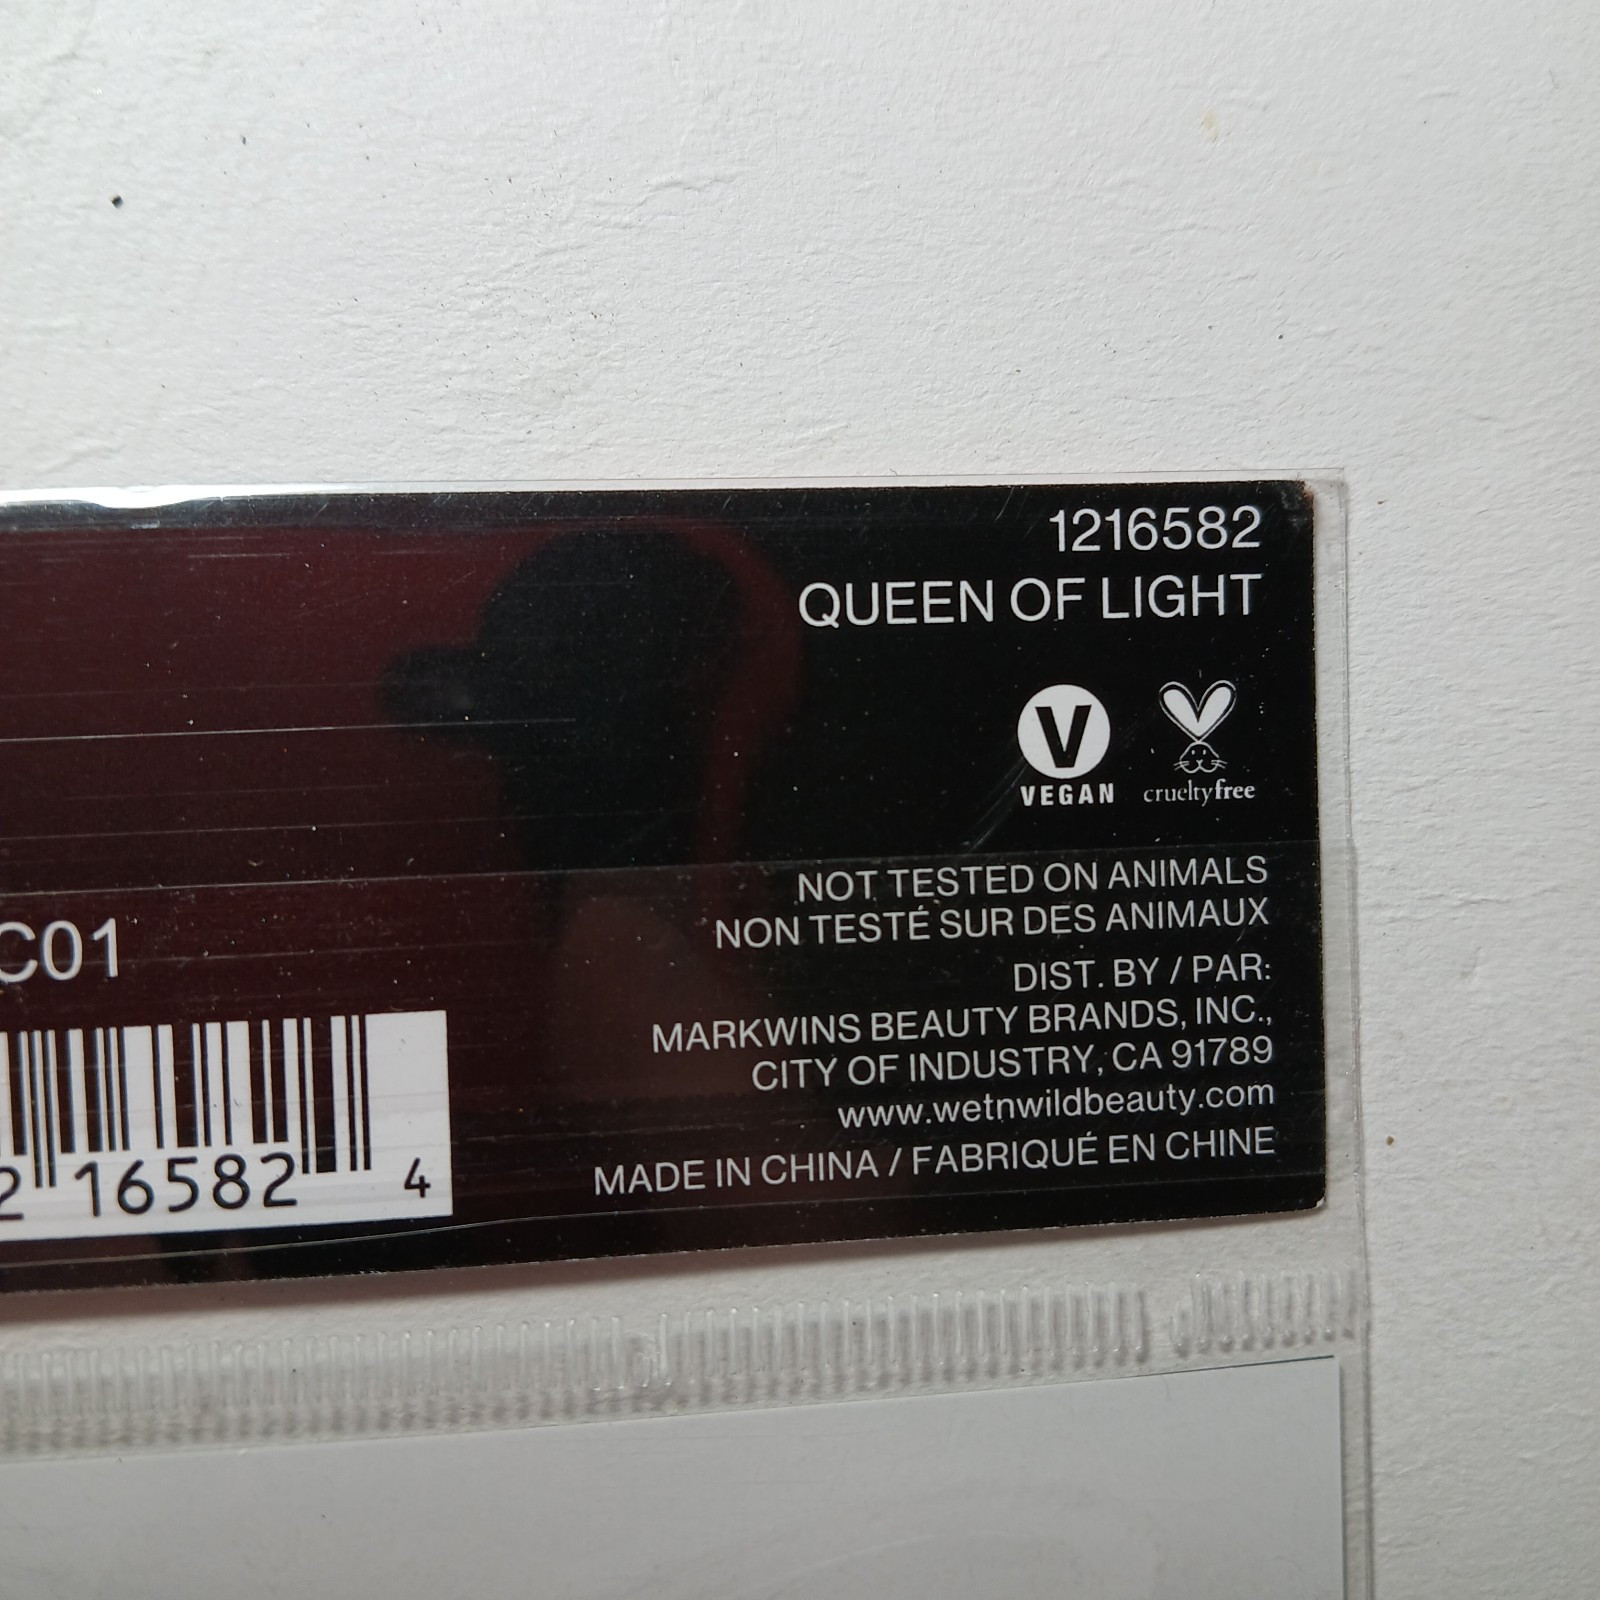 1216582
QUEEN OF LIGHT
V
VEGAN
crueltyfree
NOT TESTED ON ANIMALS
NON TESTÉ SUR DES ANIMAUX
DIST. BY / PAR:
MARKWINS BEAUTY BRANDS, INC.,
CITY OF INDUSTRY, CA 91789
www.wetnwildbeauty.com
MADE IN CHINA / FABRIQUÉ EN CHINE
C01
2 16582 4